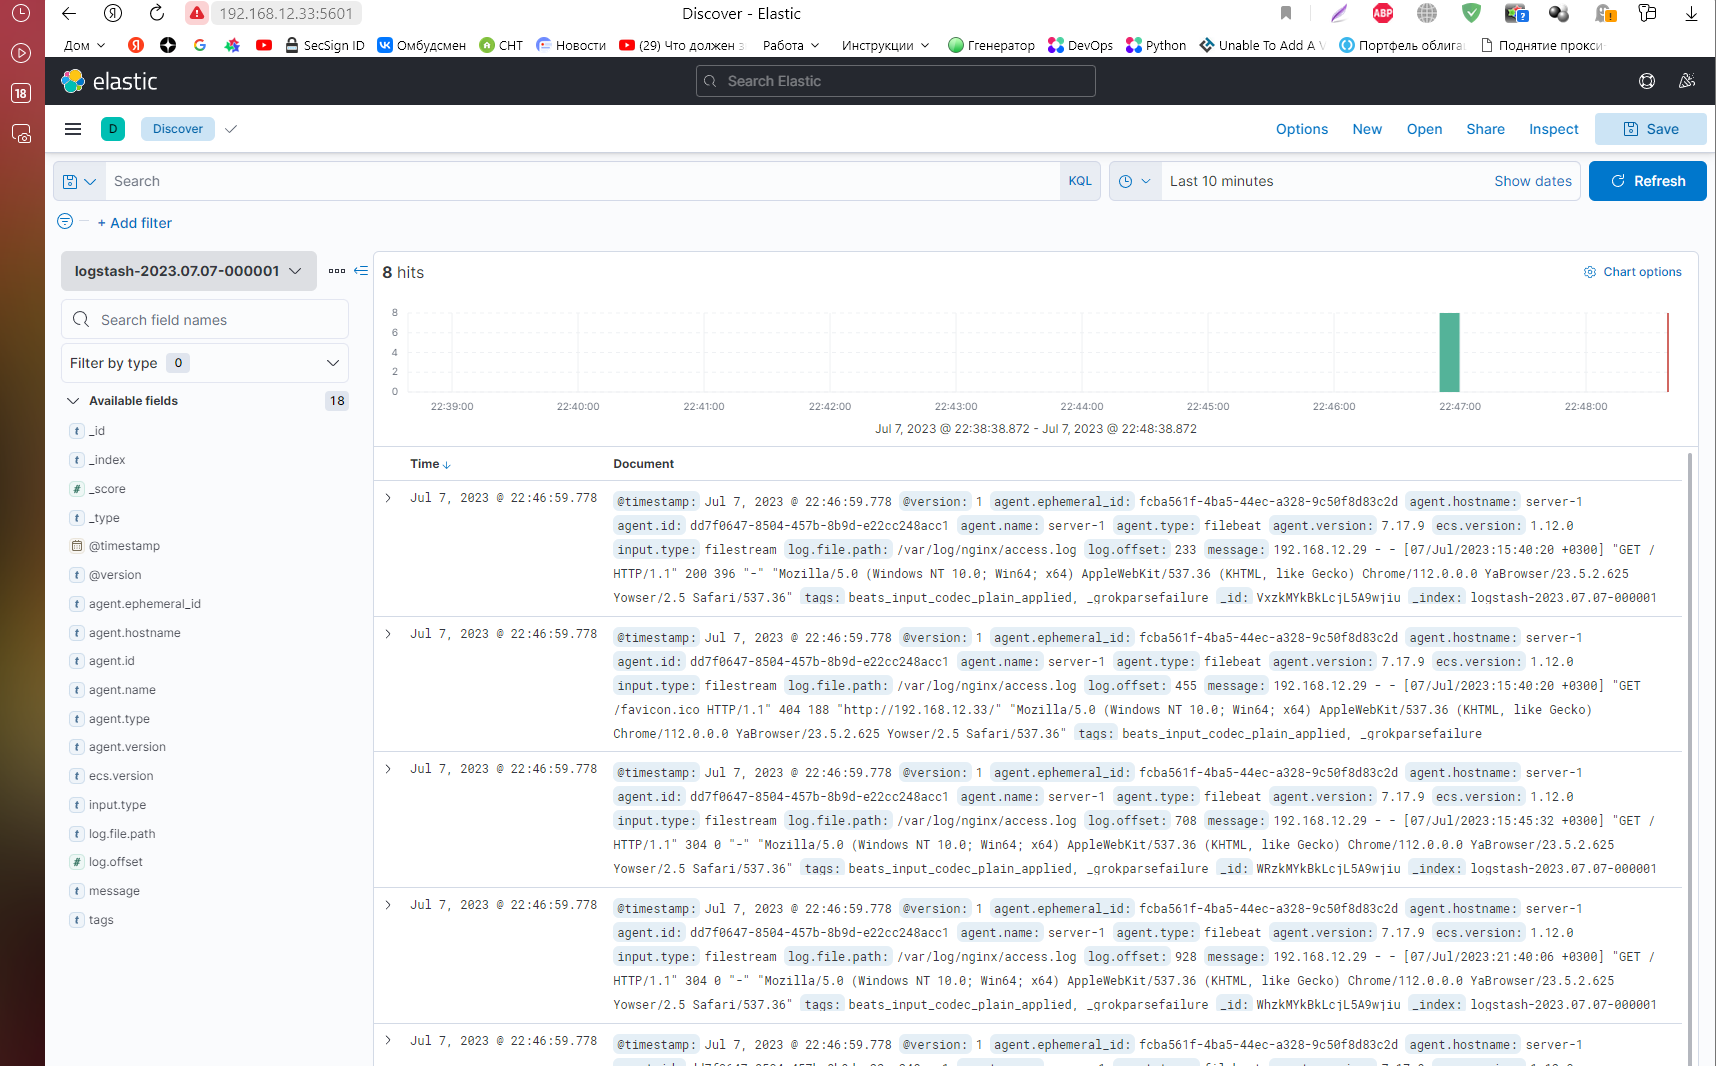 192.168.12.33:5601
Discover - Elastic
ABP
Дом
SecSign ID
Омбудсмен
СНТ
Новости
(29) Что должен з
Работа
Инструкции
Ггенератор
DevOps
Python
Unable To Add A V
Портфель облига
Поднятие прокси
18
elastic
Search Elastic
D
Discover
Options
New
Open
Share
Inspect
Save
Search
KQL
Last 10 minutes
Show dates
Refresh
+ Add filter
logstash-2023.07.07-000001
Search field names
Filter by type 0
Available fields 18
t _id
t _index
# _score
t _type
@timestamp
t @version
t agent.ephemeral_id
t agent.hostname
t agent.id
t agent.name
t agent.type
t agent.version
t ecs.version
t input.type
t log.file.path
# log.offset
t message
t tags
8 hits
Chart options
8
6
4
2
0
22:39:00 22:40:00 22:41:00 22:42:00 22:43:00 22:44:00 22:45:00 22:46:00 22:47:00 22:48:00
Jul 7, 2023 @ 22:38:38.872 - Jul 7, 2023 @ 22:48:38.872
Time Document
Jul 7, 2023 @ 22:46:59.778 @timestamp: Jul 7, 2023 @ 22:46:59.778 @version: 1 agent.ephemeral_id: fcba561f-4ba5-44ec-a328-9c50f8d83c2d agent.hostname: server-1
agent.id: dd7f0647-8504-457b-8b9d-e22cc248acc1 agent.name: server-1 agent.type: filebeat agent.version: 7.17.9 ecs.version: 1.12.0
input.type: filestream log.file.path: /var/log/nginx/access.log log.offset: 233 message: 192.168.12.29 - - [07/Jul/2023:15:40:20 +0300] "GET /
HTTP/1.1" 200 396 "-" "Mozilla/5.0 (Windows NT 10.0; Win64; x64) AppleWebKit/537.36 (KHTML, like Gecko) Chrome/112.0.0.0 YaBrowser/23.5.2.625
Yowser/2.5 Safari/537.36" tags: beats_input_codec_plain_applied, _grokparsefailure _id: VxzkMYkBkLcjL5A9wjiu _index: logstash-2023.07.07-000001
Jul 7, 2023 @ 22:46:59.778 @timestamp: Jul 7, 2023 @ 22:46:59.778 @version: 1 agent.ephemeral_id: fcba561f-4ba5-44ec-a328-9c50f8d83c2d agent.hostname: server-1
agent.id: dd7f0647-8504-457b-8b9d-e22cc248acc1 agent.name: server-1 agent.type: filebeat agent.version: 7.17.9 ecs.version: 1.12.0
input.type: filestream log.file.path: /var/log/nginx/access.log log.offset: 455 message: 192.168.12.29 - - [07/Jul/2023:15:40:20 +0300] "GET
/favicon.ico HTTP/1.1" 404 188 "http://192.168.12.33/" "Mozilla/5.0 (Windows NT 10.0; Win64; x64) AppleWebKit/537.36 (KHTML, like Gecko)
Chrome/112.0.0.0 YaBrowser/23.5.2.625 Yowser/2.5 Safari/537.36" tags: beats_input_codec_plain_applied, _grokparsefailure
Jul 7, 2023 @ 22:46:59.778 @timestamp: Jul 7, 2023 @ 22:46:59.778 @version: 1 agent.ephemeral_id: fcba561f-4ba5-44ec-a328-9c50f8d83c2d agent.hostname: server-1
agent.id: dd7f0647-8504-457b-8b9d-e22cc248acc1 agent.name: server-1 agent.type: filebeat agent.version: 7.17.9 ecs.version: 1.12.0
input.type: filestream log.file.path: /var/log/nginx/access.log log.offset: 708 message: 192.168.12.29 - - [07/Jul/2023:15:45:32 +0300] "GET /
HTTP/1.1" 304 0 "-" "Mozilla/5.0 (Windows NT 10.0; Win64; x64) AppleWebKit/537.36 (KHTML, like Gecko) Chrome/112.0.0.0 YaBrowser/23.5.2.625
Yowser/2.5 Safari/537.36" tags: beats_input_codec_plain_applied, _grokparsefailure _id: WRzkMYkBkLcjL5A9wjiu _index: logstash-2023.07.07-000001
Jul 7, 2023 @ 22:46:59.778 @timestamp: Jul 7, 2023 @ 22:46:59.778 @version: 1 agent.ephemeral_id: fcba561f-4ba5-44ec-a328-9c50f8d83c2d agent.hostname: server-1
agent.id: dd7f0647-8504-457b-8b9d-e22cc248acc1 agent.name: server-1 agent.type: filebeat agent.version: 7.17.9 ecs.version: 1.12.0
input.type: filestream log.file.path: /var/log/nginx/access.log log.offset: 928 message: 192.168.12.29 - - [07/Jul/2023:21:40:06 +0300] "GET /
HTTP/1.1" 304 0 "-" "Mozilla/5.0 (Windows NT 10.0; Win64; x64) AppleWebKit/537.36 (KHTML, like Gecko) Chrome/112.0.0.0 YaBrowser/23.5.2.625
Yowser/2.5 Safari/537.36" tags: beats_input_codec_plain_applied, _grokparsefailure _id: WhzkMYkBkLcjL5A9wjiu _index: logstash-2023.07.07-000001
Jul 7, 2023 @ 22:46:59.778 @timestamp: Jul 7, 2023 @ 22:46:59.778 @version: 1 agent.ephemeral_id: fcba561f-4ba5-44ec-a328-9c50f8d83c2d agent.hostname: server-1